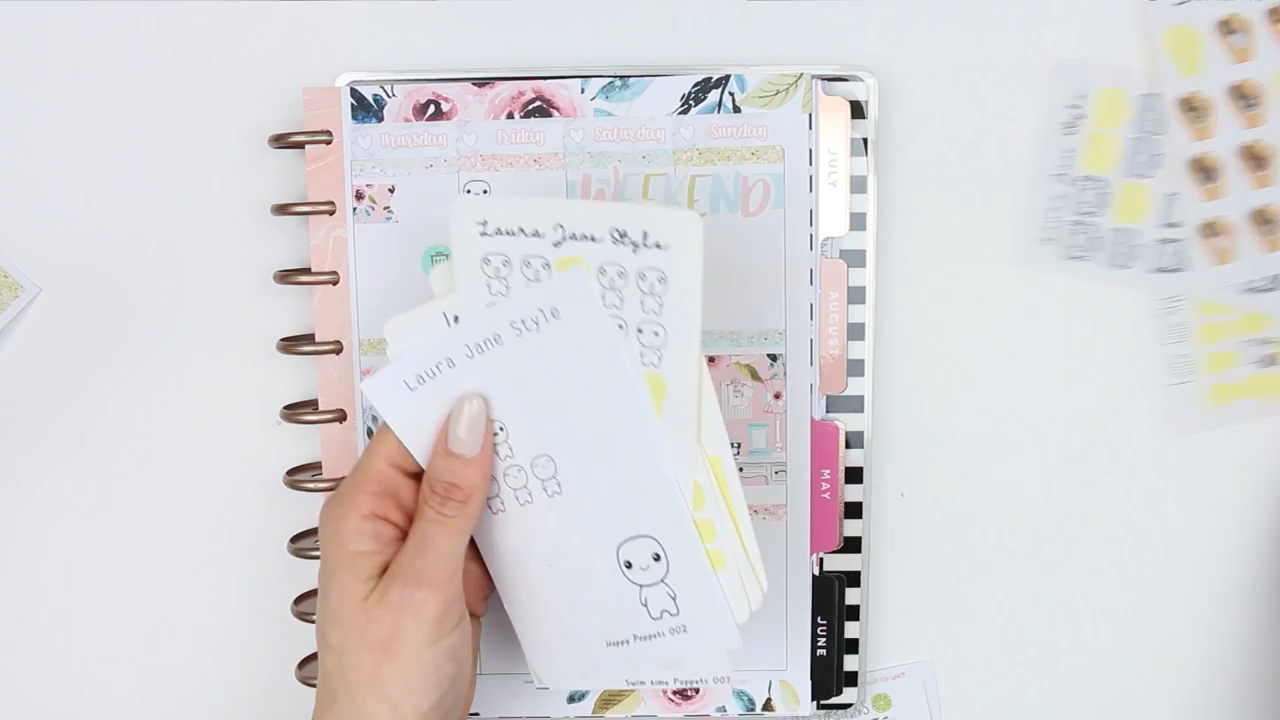 Thursday Friday Saturday Sunday
WEEKEND
Laura Jane Style
Laura Jane Style
Happy Poppets 002
Swim time Poppets 007
JULY
AUGUST
MAY
JUNE